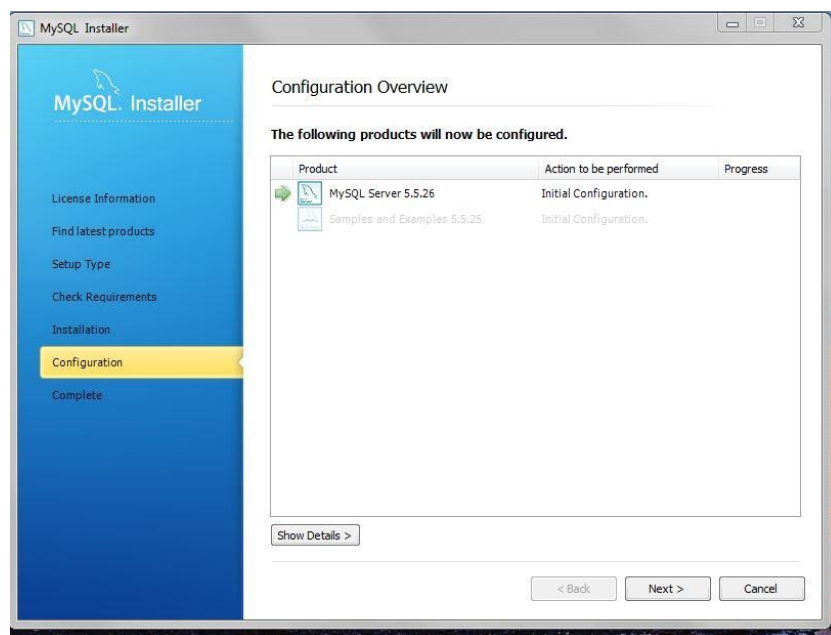 MySQL Installer
MySQL. Installer
License Information
Find latest products
Setup Type
Check Requirements
Installation
Configuration
Complete
Configuration Overview
The following products will now be configured.
Product Action to be performed Progress
MySQL Server 5.5.26 Initial Configuration.
Samples and Examples 5.5.25 Initial Configuration.
Show Details >
< Back Next > Cancel